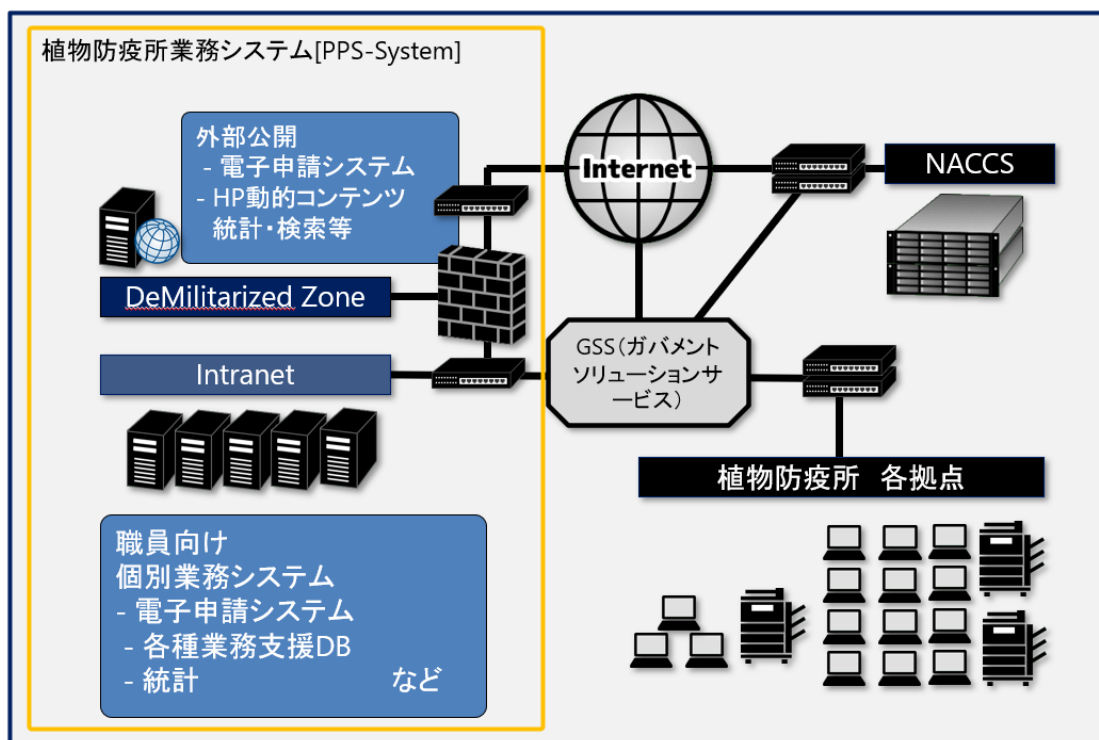 植物防疫所業務システム[PPS-System]
外部公開
- 電子申請システム
- HP動的コンテンツ
統計・検索等
DeMilitarized Zone
Intranet
職員向け
個別業務システム
- 電子申請システム
- 各種業務支援DB
- 統計 など
Internet
NACCS
GSS(ガバメント
ソリューションサ
ービス)
植物防疫所 各拠点